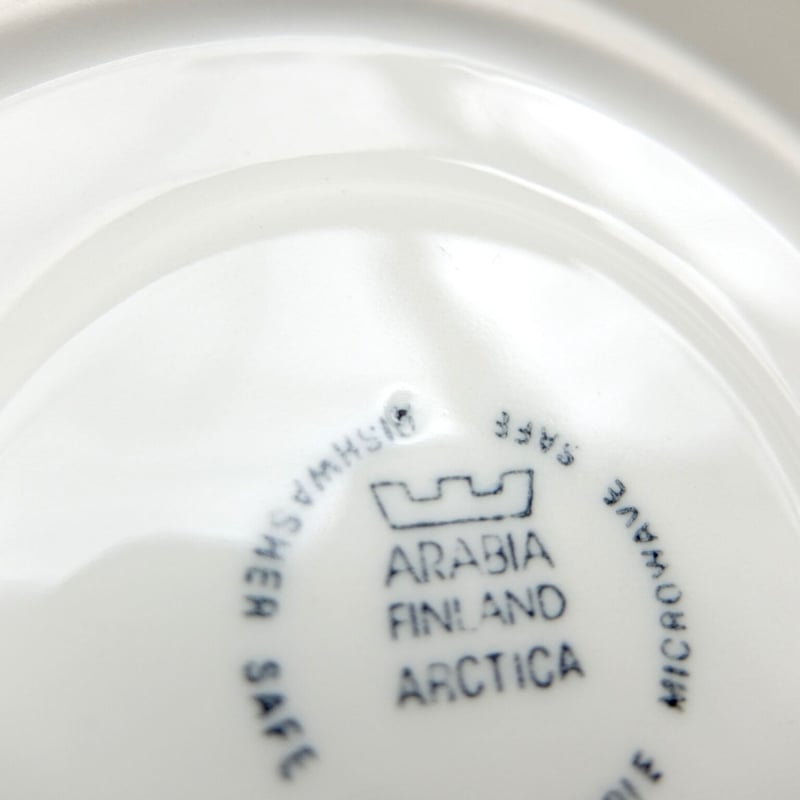 ARABIA
FINLAND
ARCTICA
DISHWASHER SAFE
MICROWAVE SAFE